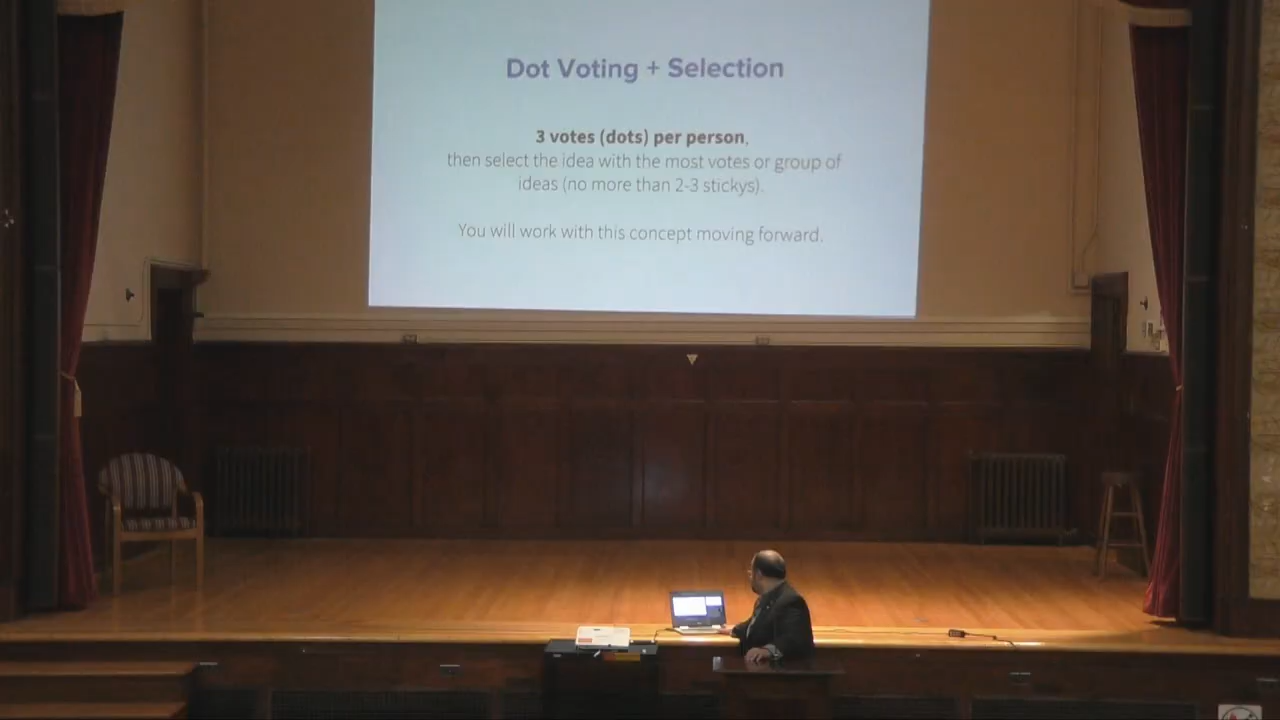 Dot Voting + Selection
3 votes (dots) per person,
then select the idea with the most votes or group of
ideas (no more than 2-3 stickys).
You will work with this concept moving forward.